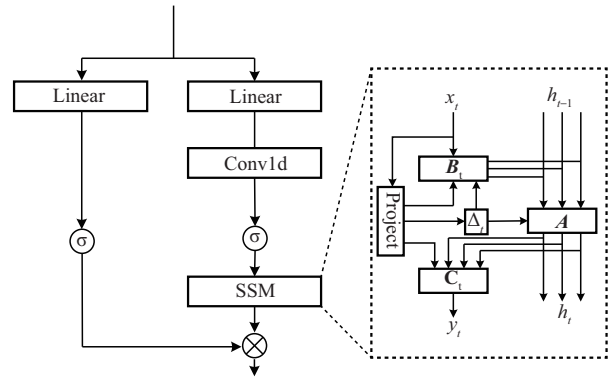 Linear
Linear
Conv1d
σ
σ
SSM
x_t
h_{t-1}
B_t
Project
Δ_t
A
C_t
y_t
h_t